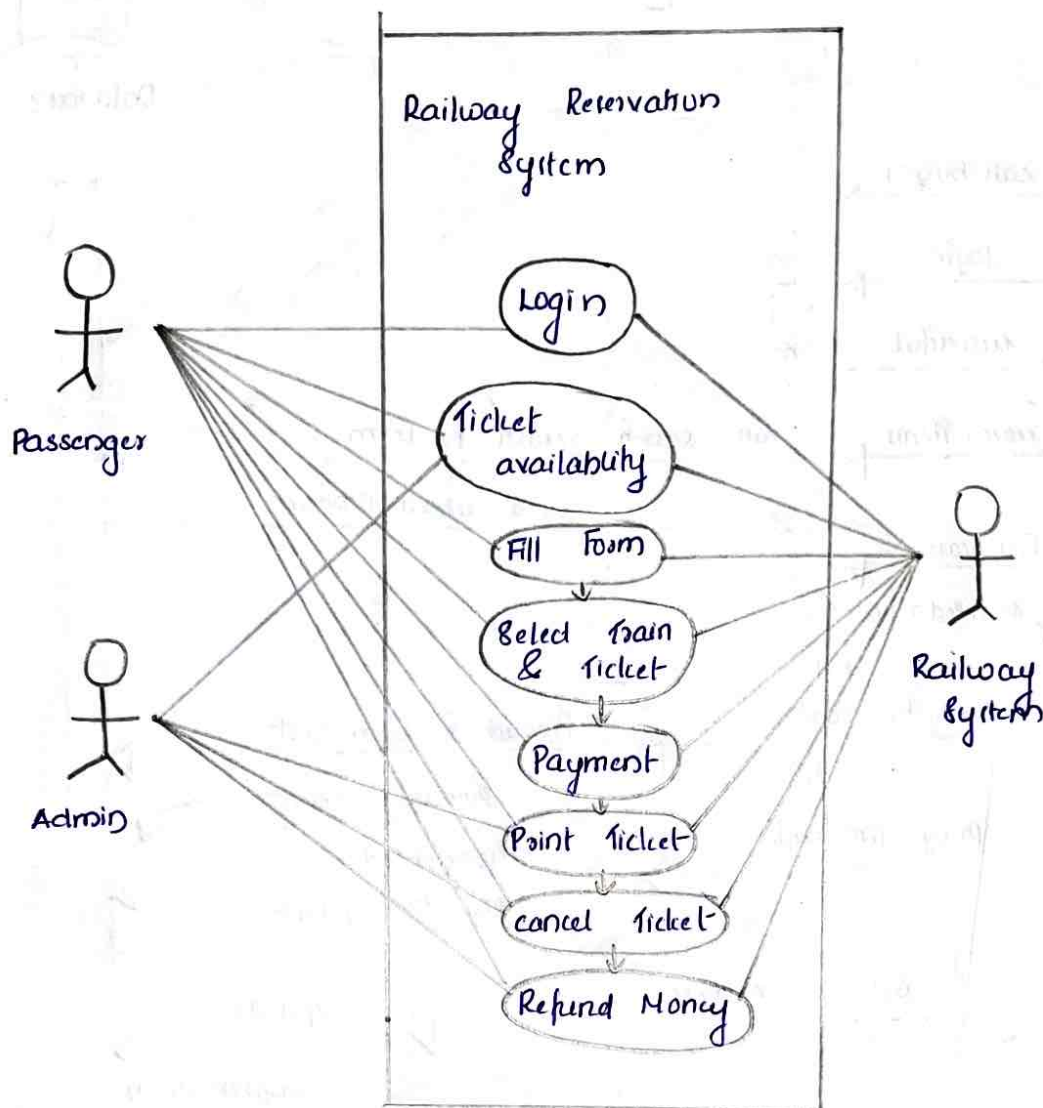 Railway Reservation
System
Login
Passenger
Ticket
availablity
Fill Form
Select Train
& Ticket
Railway
System
Payment
Admin
Print Ticket
cancel Ticket
Refund Money